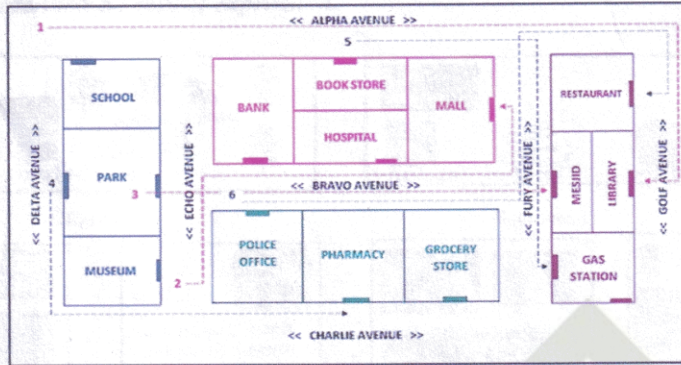 << ALPHA AVENUE >>
1
5
SCHOOL
BANK
BOOK STORE
HOSPITAL
MALL
RESTAURANT
<< DELTA AVENUE >>
4
PARK
3
<< ECHO AVENUE >>
6
<< BRAVO AVENUE >>
<< FURY AVENUE >>
MESJID
LIBRARY
<< GOLF AVENUE >>
MUSEUM
2
POLICE
OFFICE
PHARMACY
GROCERY
STORE
GAS
STATION
<< CHARLIE AVENUE >>